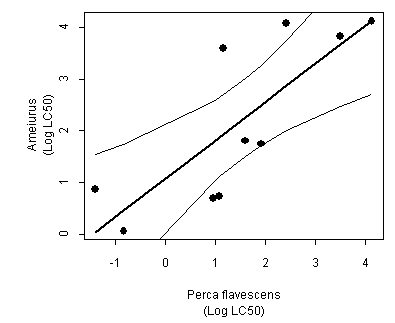 Ameiurus
(Log LC50)
4
3
2
1
0
-1 0 1 2 3 4
Perca flavescens
(Log LC50)